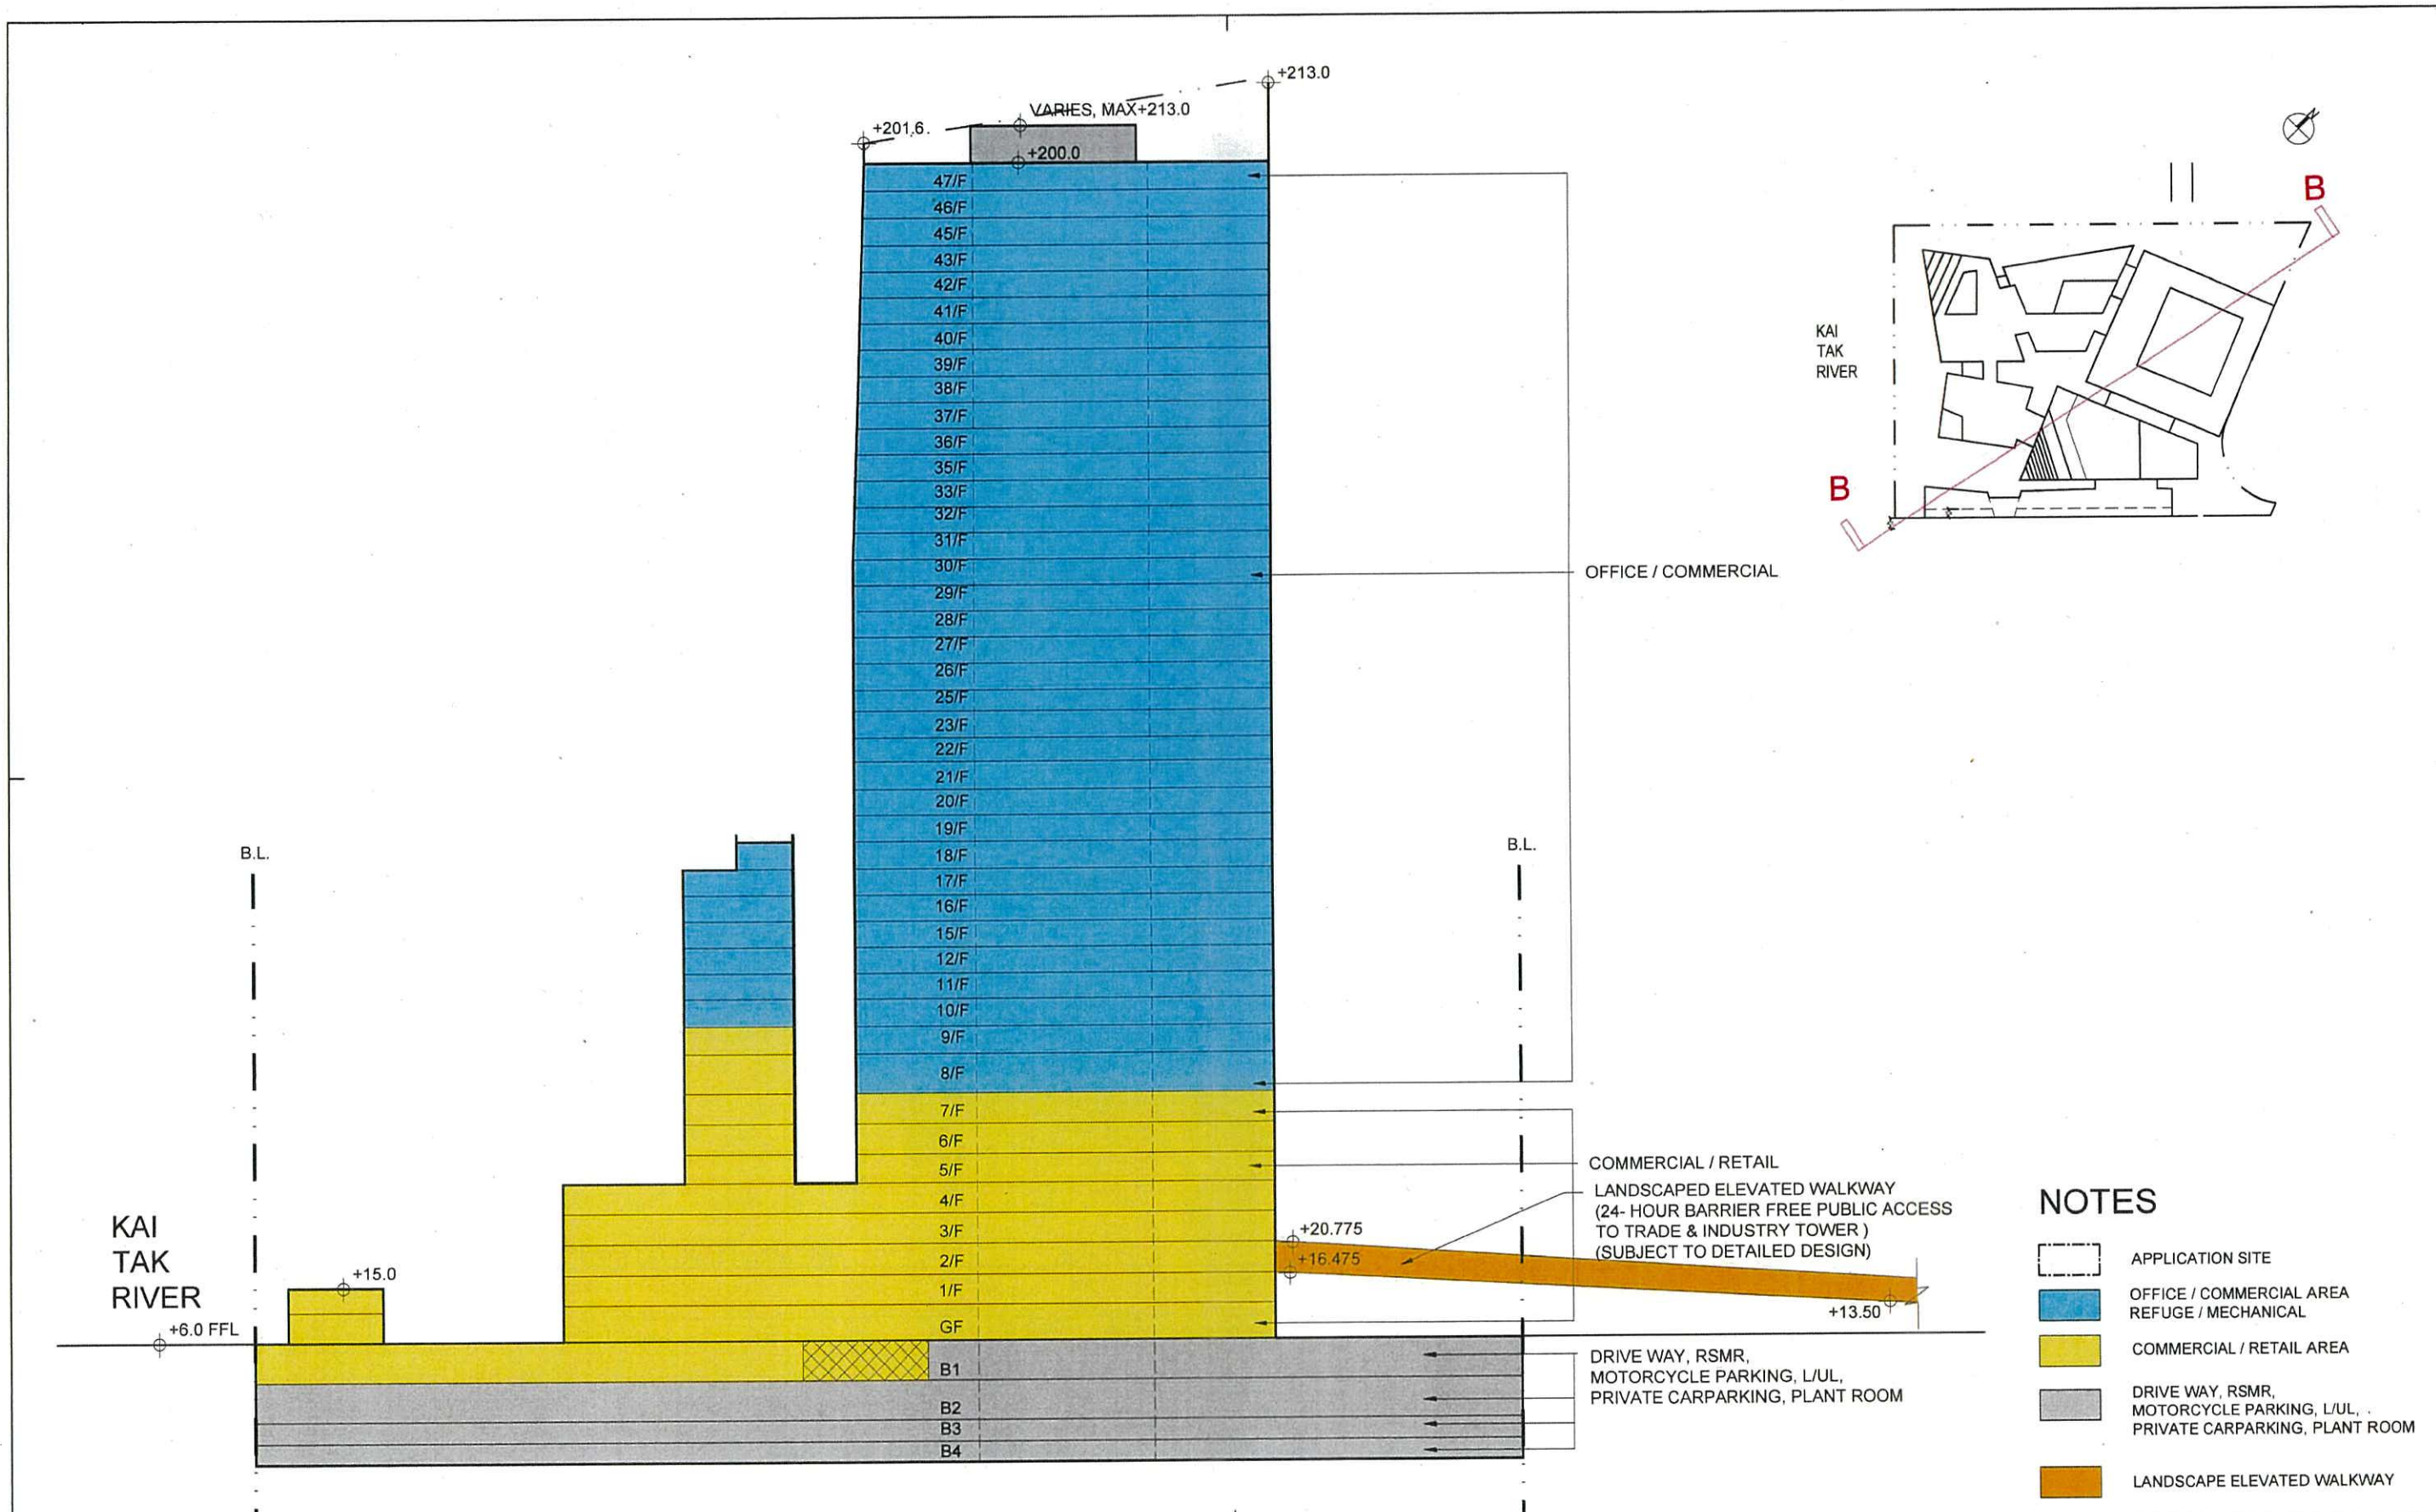 +213.0
VARIES, MAX+213.0
+201.6
+200.0
47/F
46/F
45/F
43/F
42/F
41/F
40/F
39/F
38/F
37/F
36/F
35/F
33/F
32/F
31/F
30/F
29/F
28/F
27/F
26/F
25/F
23/F
22/F
21/F
20/F
19/F
18/F
17/F
16/F
15/F
12/F
11/F
10/F
9/F
8/F
7/F
6/F
5/F
4/F
3/F
2/F
1/F
GF
B1
B2
B3
B4
B.L.
B.L.
KAI
TAK
RIVER
+6.0 FFL
+15.0
OFFICE / COMMERCIAL
COMMERCIAL / RETAIL
LANDSCAPED ELEVATED WALKWAY
(24- HOUR BARRIER FREE PUBLIC ACCESS
TO TRADE & INDUSTRY TOWER )
(SUBJECT TO DETAILED DESIGN)
+20.775
+16.475
+13.50
DRIVE WAY, RSMR,
MOTORCYCLE PARKING, L/UL,
PRIVATE CARPARKING, PLANT ROOM
B
KAI
TAK
RIVER
B
NOTES
APPLICATION SITE
OFFICE / COMMERCIAL AREA
REFUGE / MECHANICAL
COMMERCIAL / RETAIL AREA
DRIVE WAY, RSMR,
MOTORCYCLE PARKING, L/UL,
PRIVATE CARPARKING, PLANT ROOM
LANDSCAPE ELEVATED WALKWAY